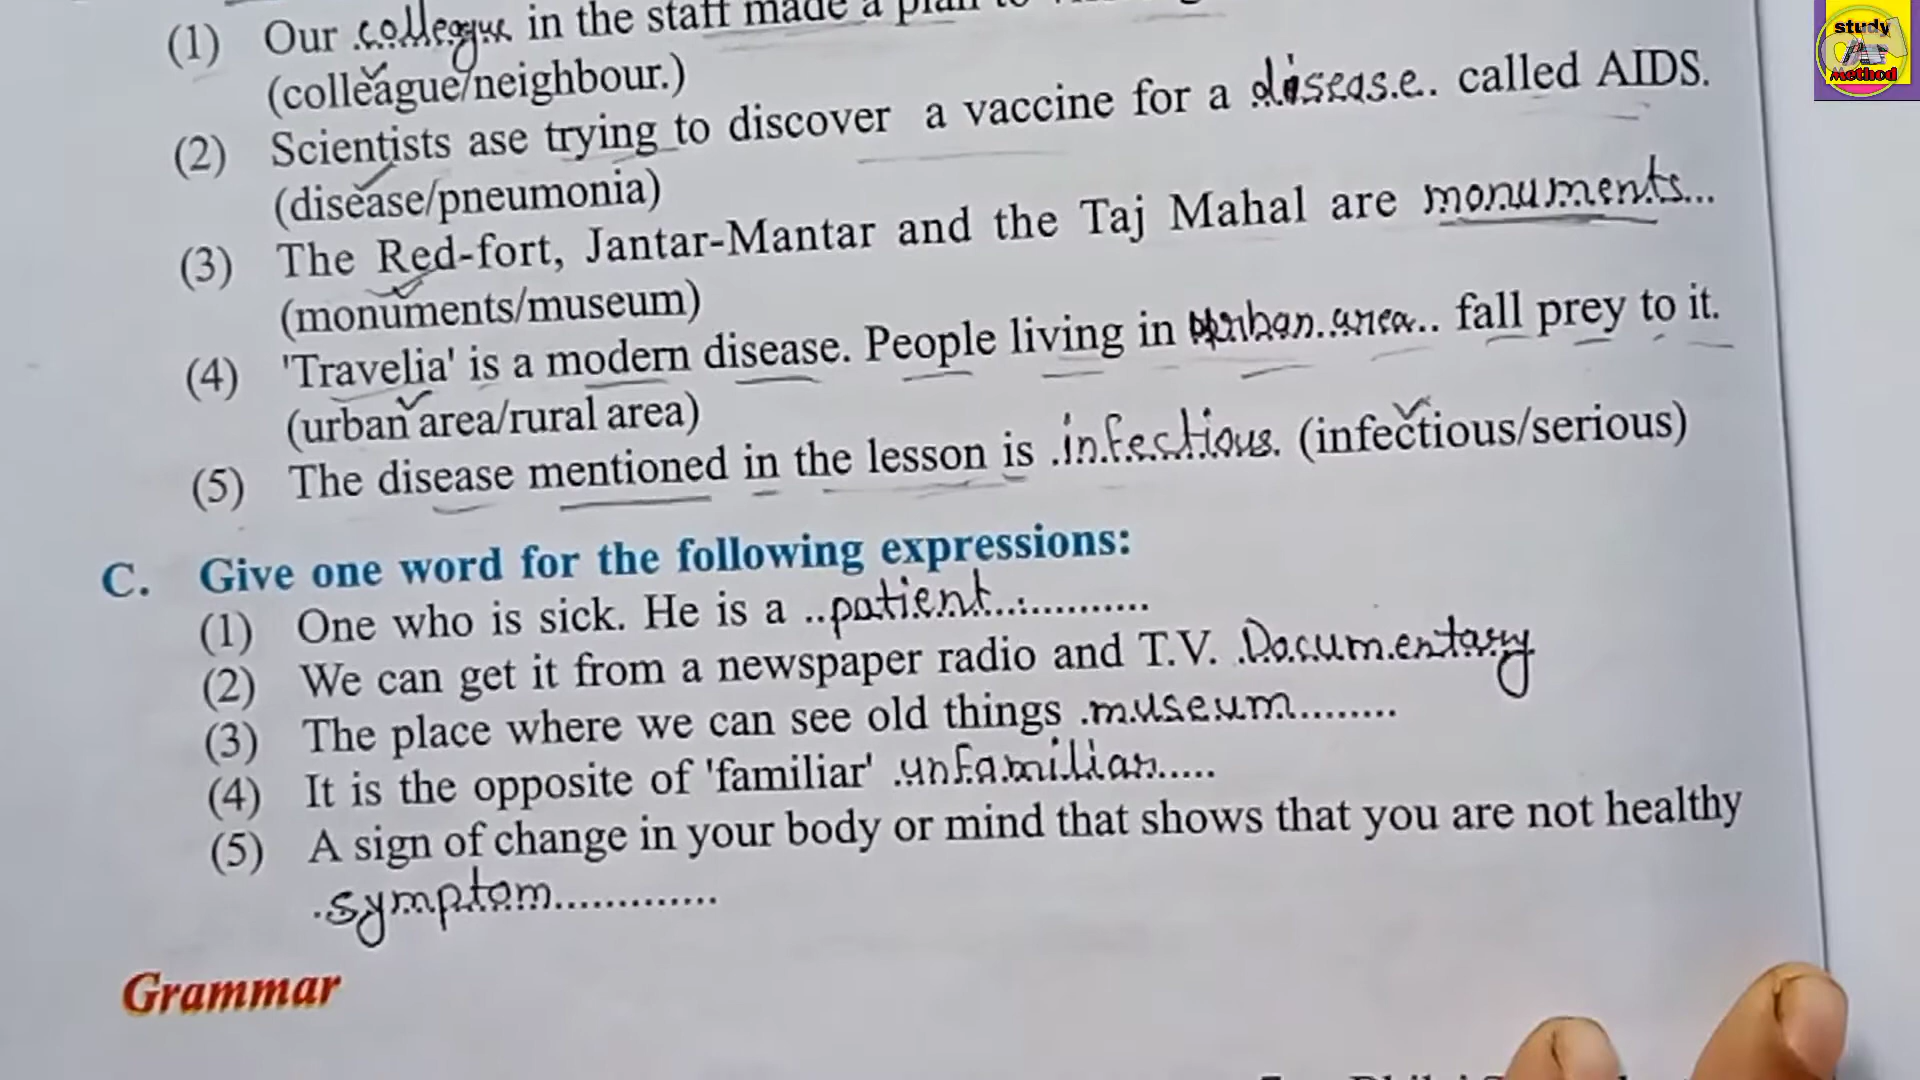 (1) Our collegue in the staff made a plan to
(colleague/neighbour.)
(2) Scientists ase trying to discover a vaccine for a disease.. called AIDS.
(disease/pneumonia)
(3) The Red-fort, Jantar-Mantar and the Taj Mahal are monuments...
(monuments/museum)
(4) 'Travelia' is a modern disease. People living in urban area.. fall prey to it.
(urban area/rural area)
(5) The disease mentioned in the lesson is .infectious. (infectious/serious)
C. Give one word for the following expressions:
(1) One who is sick. He is a ..patient.............
(2) We can get it from a newspaper radio and T.V. .Documentary
(3) The place where we can see old things .museum........
(4) It is the opposite of 'familiar' .unfamiliar.....
(5) A sign of change in your body or mind that shows that you are not healthy
.symptom.............
Grammar
study
Method